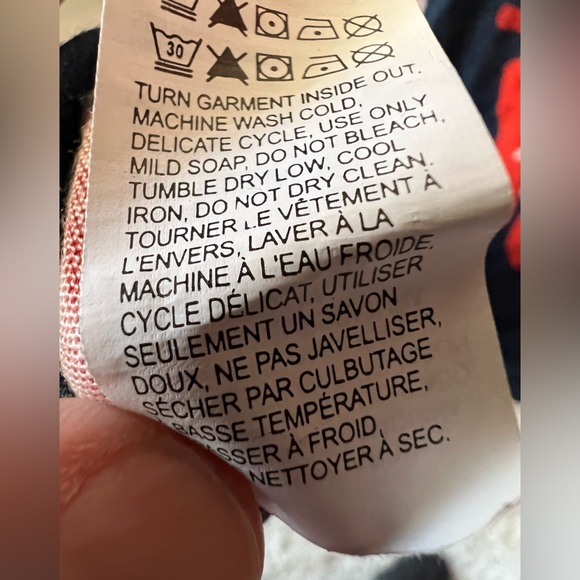 30
TURN GARMENT INSIDE OUT.
MACHINE WASH COLD,
DELICATE CYCLE, USE ONLY
MILD SOAP, DO NOT BLEACH,
TUMBLE DRY LOW, COOL
IRON, DO NOT DRY CLEAN.
TOURNER LE VÊTEMENT À
L'ENVERS, LAVER À LA
MACHINE À L'EAU FROIDE,
CYCLE DÉLICAT, UTILISER
SEULEMENT UN SAVON
DOUX, NE PAS JAVELLISER,
SÉCHER PAR CULBUTAGE
BASSE TEMPÉRATURE,
À FROID,
NETTOYER À SEC.